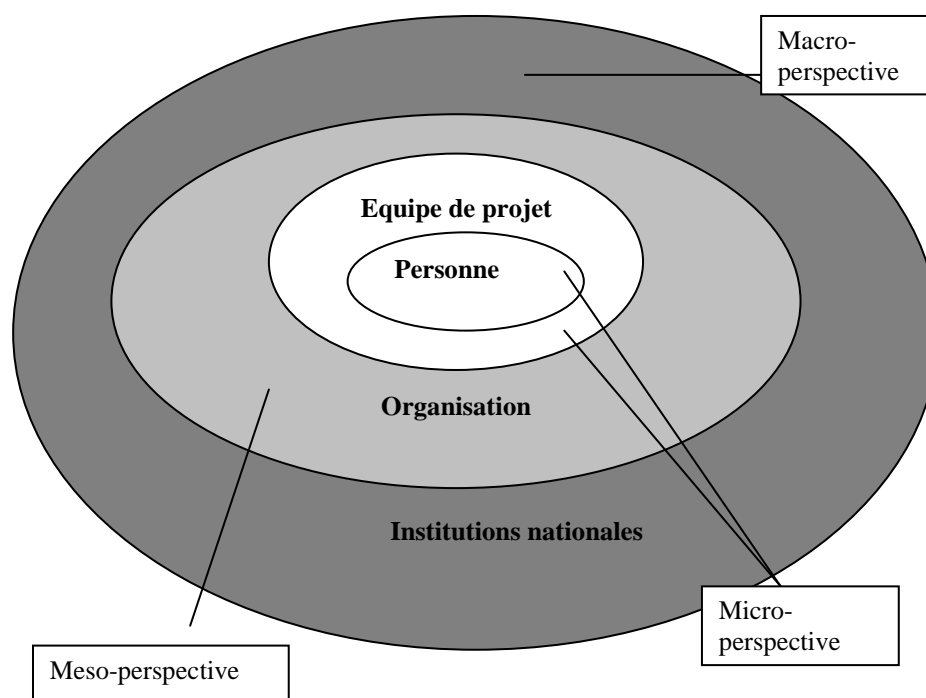 Macro-
perspective
Equipe de projet
Personne
Organisation
Institutions nationales
Micro-
perspective
Meso-perspective